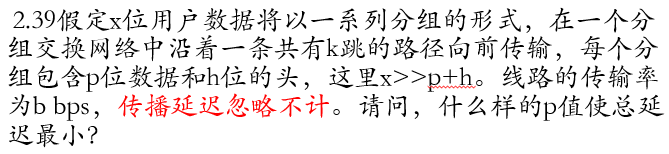 2.39假定x位用户数据将以一系列分组的形式，在一个分
组交换网络中沿着一条共有k跳的路径向前传输，每个分
组包含p位数据和h位的头，这里x>>p+h。线路的传输率
为b bps，传播延迟忽略不计。请问，什么样的p值使总延
迟最小？